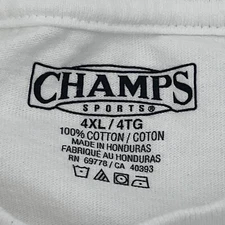 CHAMPS
SPORTS®
4XL / 4TG
100% COTTON / COTON
MADE IN HONDURAS
FABRIQUÉ AU HONDURAS
RN 69778 / CA 40393